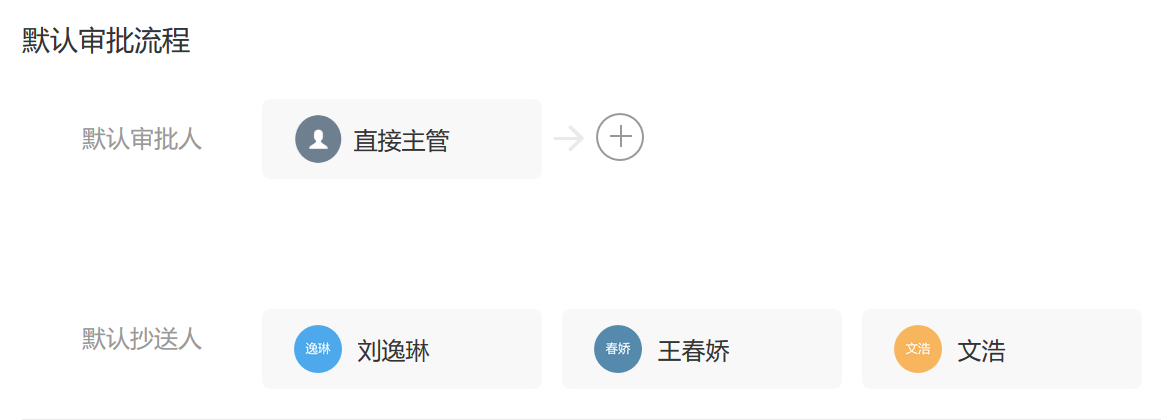 默认审批流程
默认审批人
直接主管
默认抄送人
逸琳 刘逸琳
春娇 王春娇
文浩 文浩